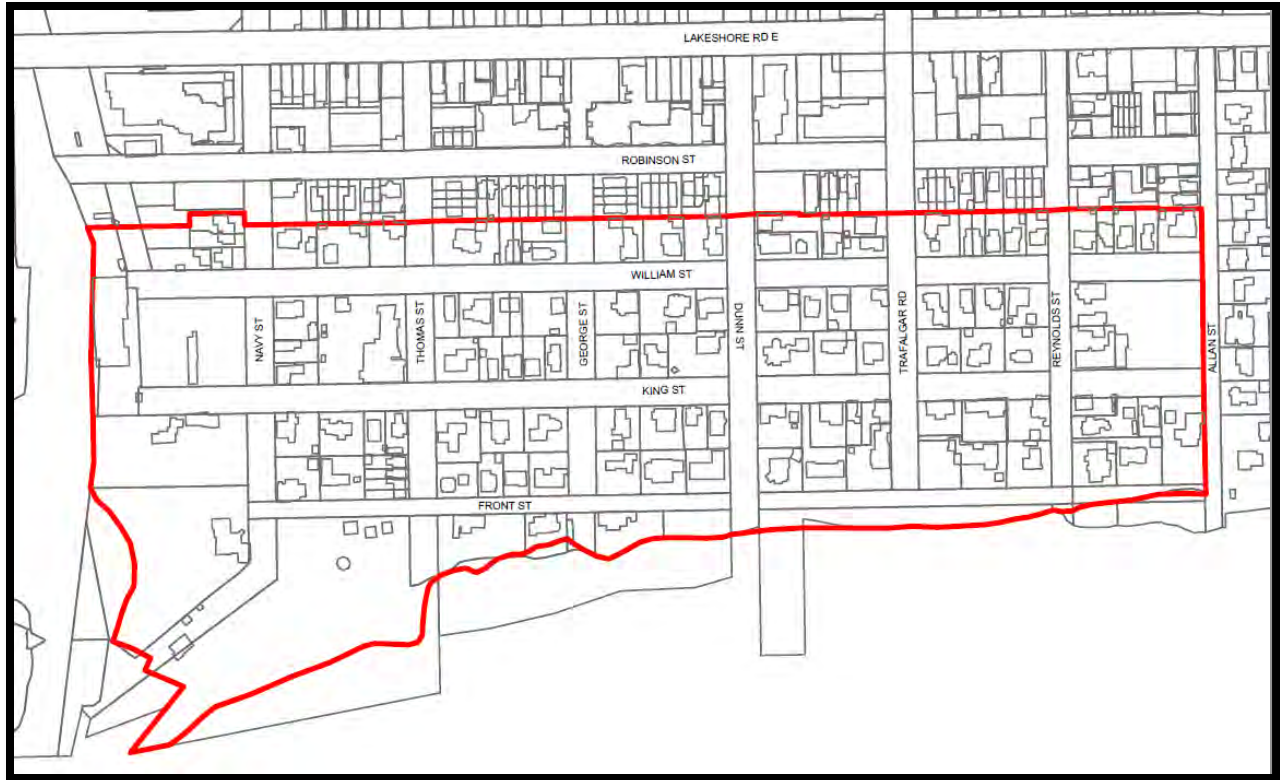 LAKESHORE RD E
ROBINSON ST
WILLIAM ST
NAVY ST
THOMAS ST
GEORGE ST
DUNN ST
TRAFALGAR RD
REYNOLDS ST
ALLAN ST
KING ST
FRONT ST